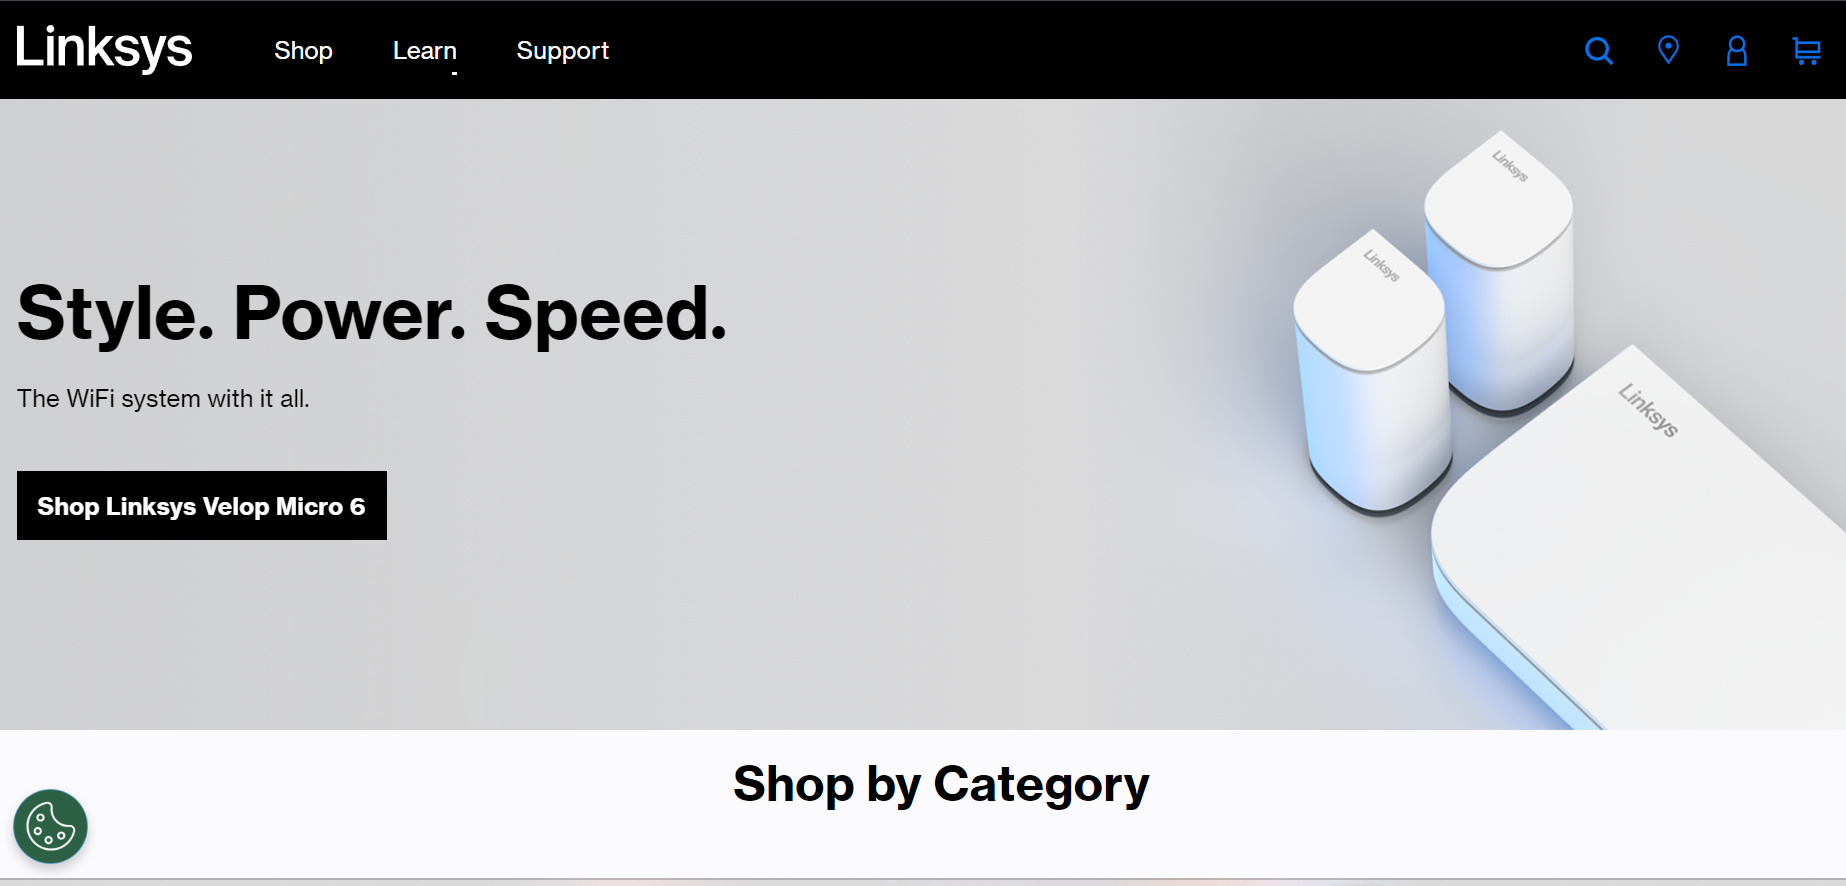 Linksys
Shop
Learn
Support
Linksys
Linksys
Linksys
Style. Power. Speed.
The WiFi system with it all.
Shop Linksys Velop Micro 6
Shop by Category